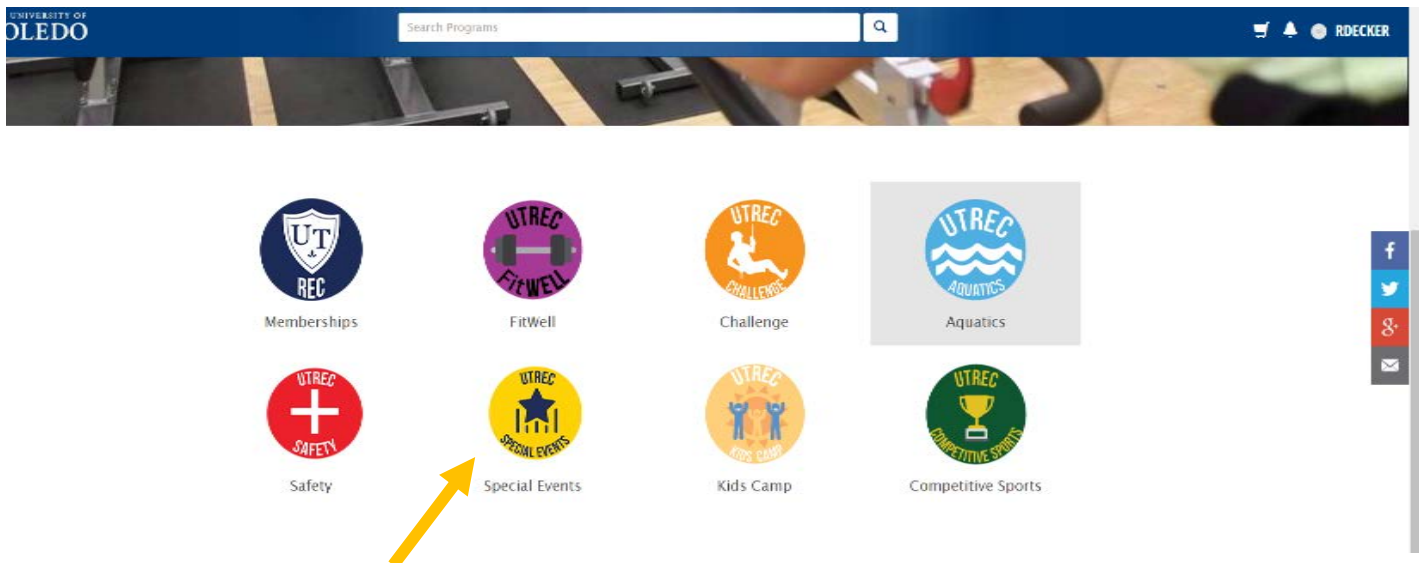 UNIVERSITY OF
OLEDO
Search Programs
RDECKER
UT
REC
Memberships
UTREC
FitWELL
FitWell
UTREC
CHALLENGE
Challenge
UTREC
AQUATICS
Aquatics
f
g+
UTREC
SAFETY
Safety
UTREC
SPECIAL EVENTS
Special Events
UTREC
KIDS CAMP
Kids Camp
UTREC
COMPETITIVE SPORTS
Competitive Sports